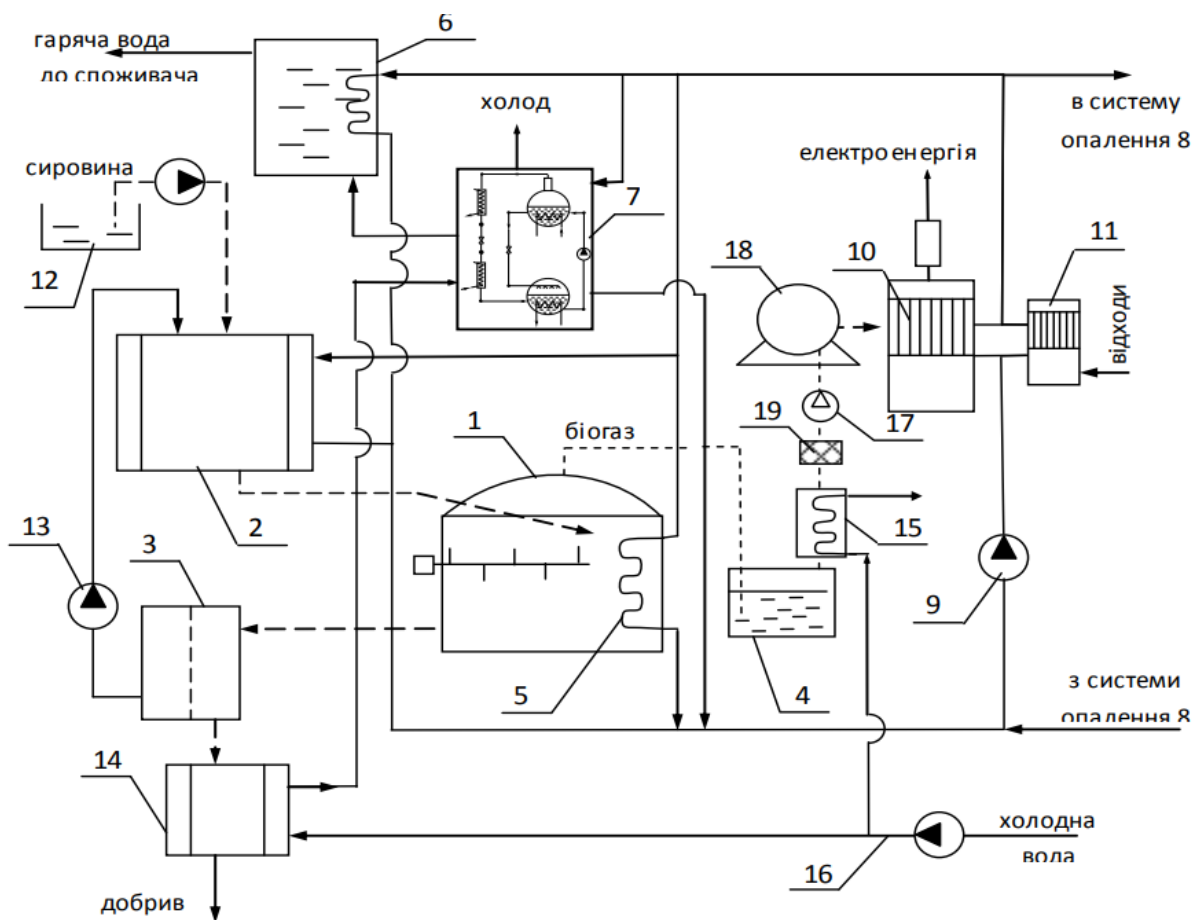 6
гаряча вода
до споживача
холод
в систему
опалення 8
електроенергія
сировина
7
18
10
11
12
відходи
1
біогаз
17
19
2
15
13
3
9
5
4
з системи
опалення 8
14
холодна
вода
16
добрив